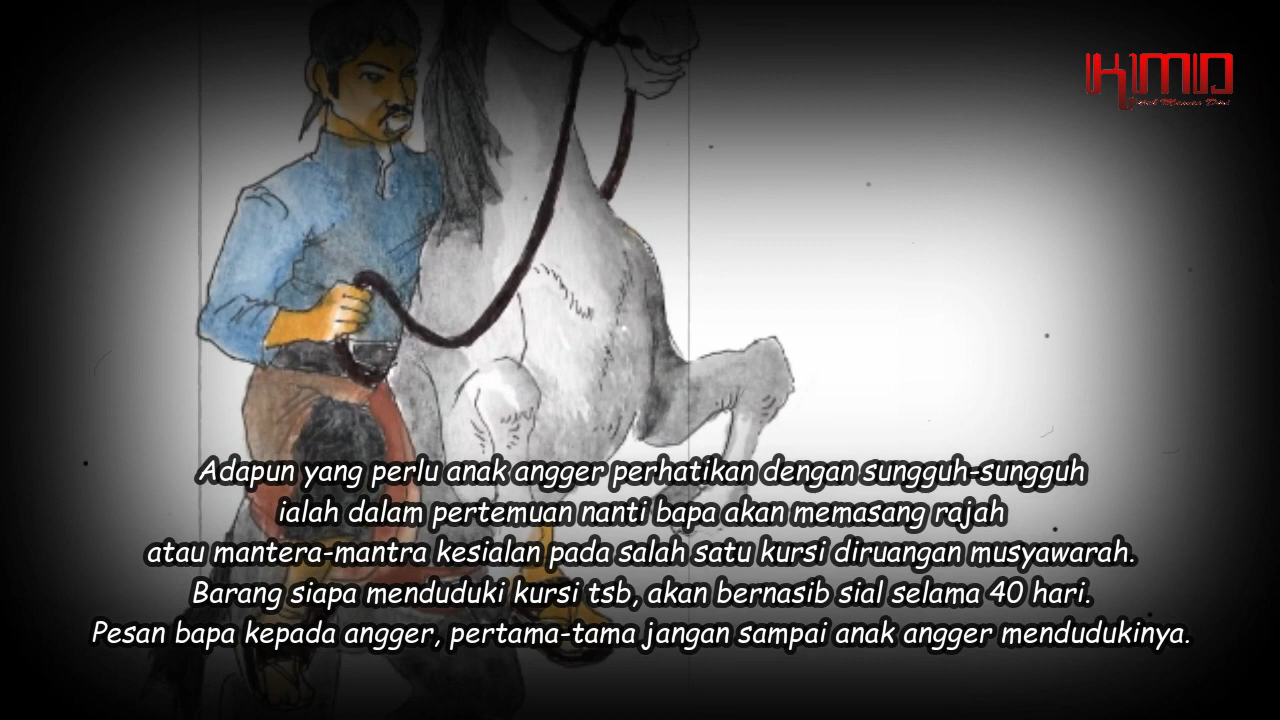 IKIMD
Adapun yang perlu anak angger perhatikan dengan sungguh-sungguh
ialah dalam pertemuan nanti bapa akan memasang rajah
atau mantera-mantra kesialan pada salah satu kursi diruangan musyawarah.
Barang siapa menduduki kursi tsb, akan bernasib sial selama 40 hari.
Pesan bapa kepada angger, pertama-tama jangan sampai anak angger mendudukinya.